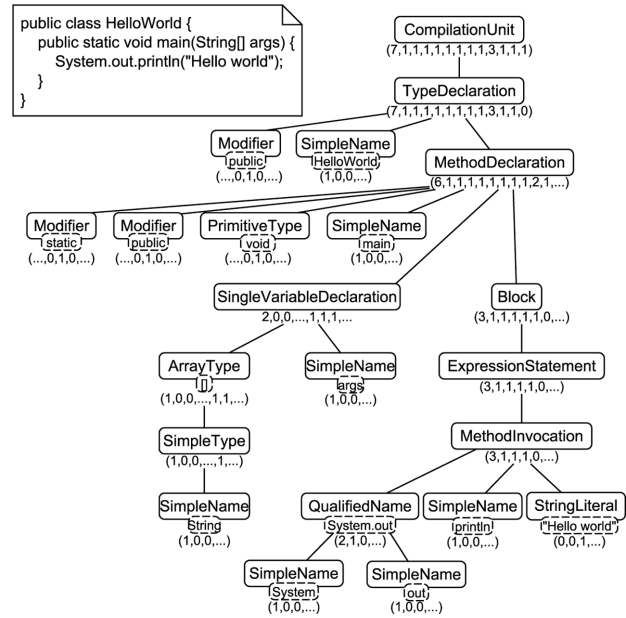 public class HelloWorld {
public static void main(String[] args) {
System.out.println("Hello world");
}
}
CompilationUnit
(7,1,1,1,1,1,1,1,1,3,1,1,1)
TypeDeclaration
(7,1,1,1,1,1,1,1,1,3,1,1,0)
Modifier
public
(...,0,1,0,...)
SimpleName
HelloWorld
(1,0,0,...)
MethodDeclaration
(6,1,1,1,1,1,1,1,1,2,1,...)
Modifier
static
(...,0,1,0,...)
Modifier
public
(...,0,1,0,...)
PrimitiveType
void
(...,0,1,0,...)
SimpleName
main
(1,0,0,...)
SingleVariableDeclaration
2,0,0,...,1,1,1,...
Block
(3,1,1,1,1,1,0,...)
ArrayType
[]
(1,0,0,...,1,1,...)
SimpleName
args
(1,0,0,...)
ExpressionStatement
(3,1,1,1,1,0,...)
SimpleType
(1,0,0,...,1,...)
MethodInvocation
(3,1,1,1,0,...)
SimpleName
String
(1,0,0,...)
QualifiedName
System.out
(2,1,0,...)
SimpleName
println
(1,0,0,...)
StringLiteral
"Hello world"
(0,0,1,...)
SimpleName
System
(1,0,0,...)
SimpleName
out
(1,0,0,...)